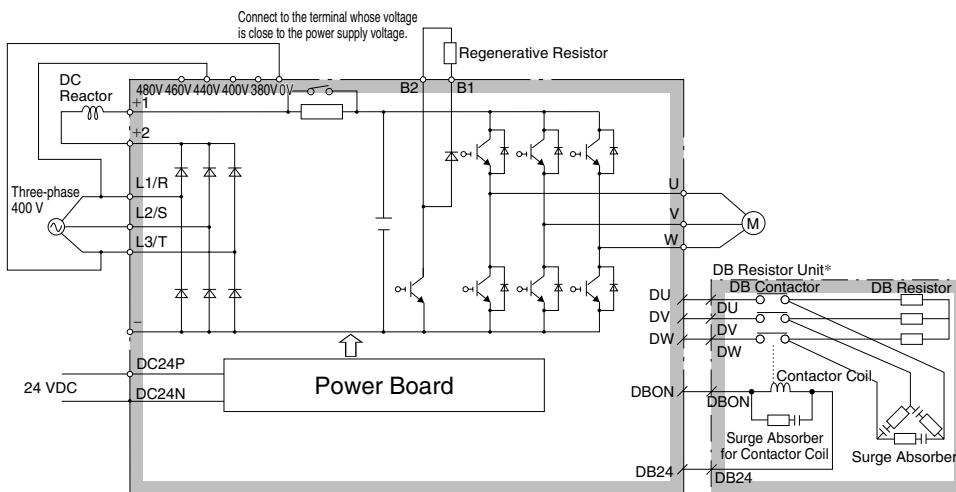 Connect to the terminal whose voltage
is close to the power supply voltage.
Regenerative Resistor
DC
Reactor
480V 460V 440V 400V 380V 0V
B2 B1
+1
+2
Three-phase
400 V
L1/R
L2/S
L3/T
U
V
W
M
−
DB Resistor Unit*
DB Contactor
DB Resistor
DU
DV
DW
DU
DV
DW
DC24P
24 VDC
DC24N
Power Board
Contactor Coil
DBON
DBON
Surge Absorber
for Contactor Coil
Surge Absorber
DB24
DB24